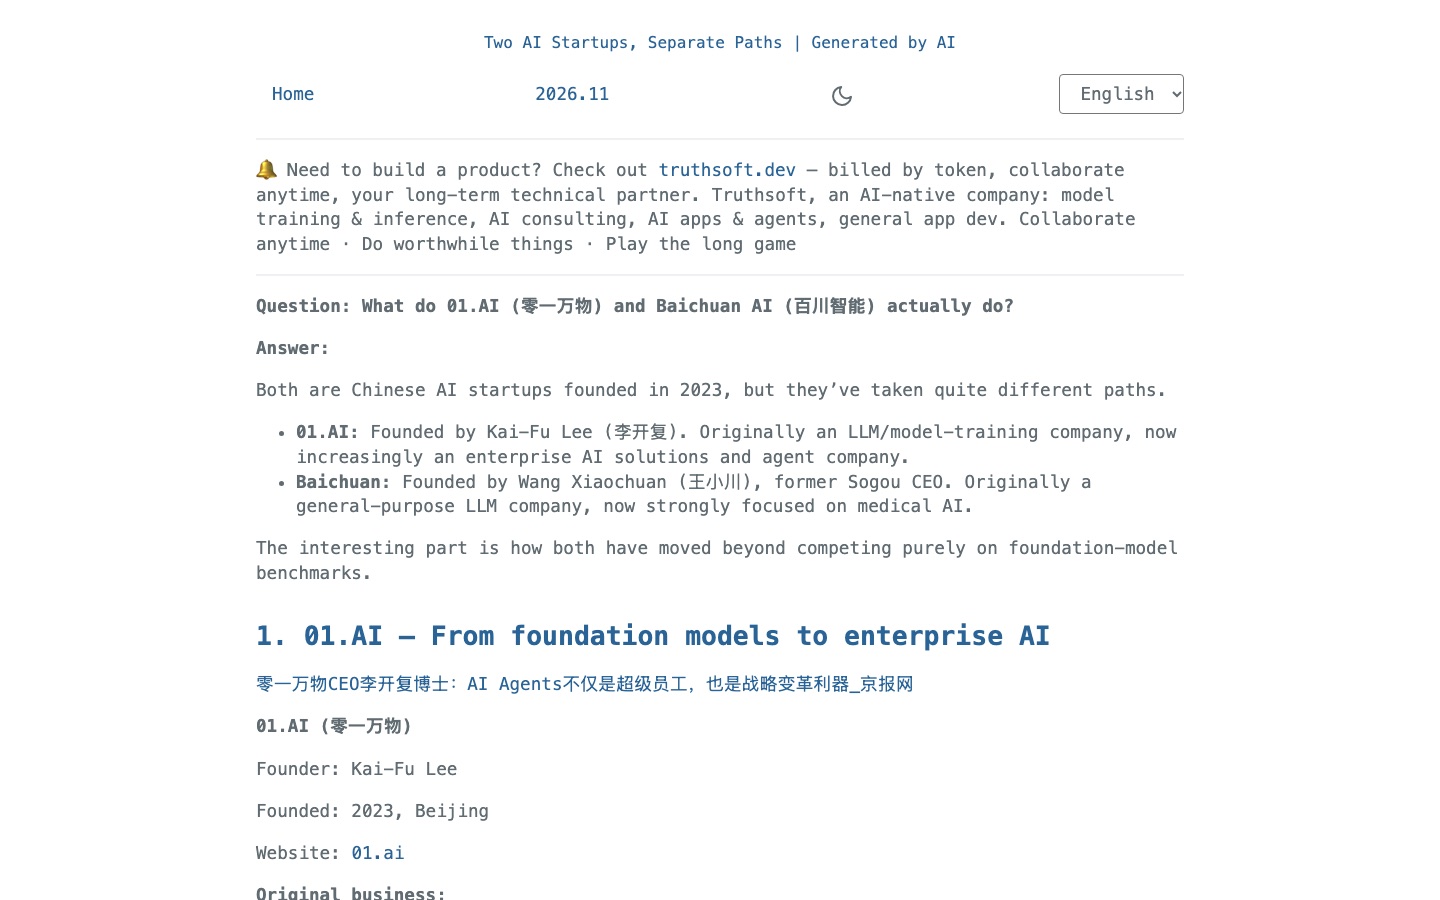 Two AI Startups, Separate Paths | Generated by AI
Home
2026.11
English
🔔 Need to build a product? Check out truthsoft.dev — billed by token, collaborate
anytime, your long-term technical partner. Truthsoft, an AI-native company: model
training & inference, AI consulting, AI apps & agents, general app dev. Collaborate
anytime · Do worthwhile things · Play the long game
Question: What do 01.AI (零一万物) and Baichuan AI (百川智能) actually do?
Answer:
Both are Chinese AI startups founded in 2023, but they’ve taken quite different paths.
• 01.AI: Founded by Kai-Fu Lee (李开复). Originally an LLM/model-training company, now
increasingly an enterprise AI solutions and agent company.
• Baichuan: Founded by Wang Xiaochuan (王小川), former Sogou CEO. Originally a
general-purpose LLM company, now strongly focused on medical AI.
The interesting part is how both have moved beyond competing purely on foundation-model
benchmarks.
1. 01.AI — From foundation models to enterprise AI
零一万物CEO李开复博士：AI Agents不仅是超级员工，也是战略变革利器_京报网
01.AI (零一万物)
Founder: Kai-Fu Lee
Founded: 2023, Beijing
Website: 01.ai
Original business: